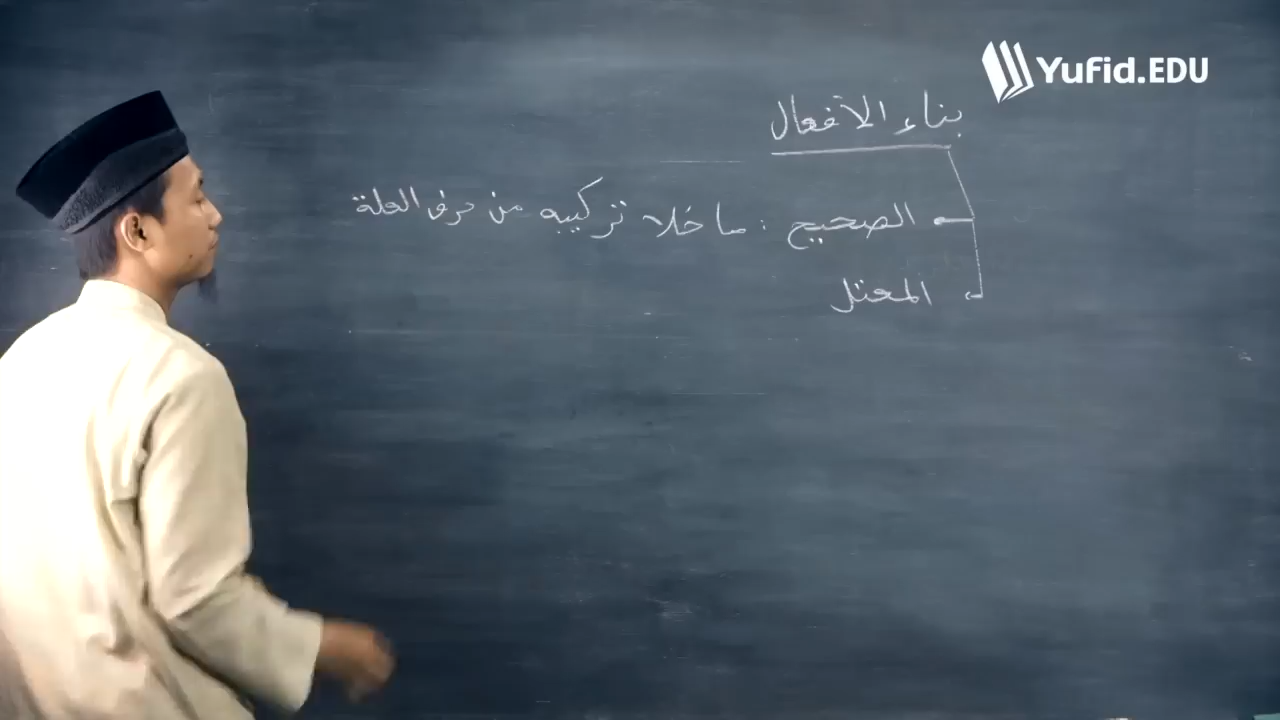 Yufid.EDU
بناء الأفعال
الصحيح : ما خلا تركيبه من حرف العلة
المعتل